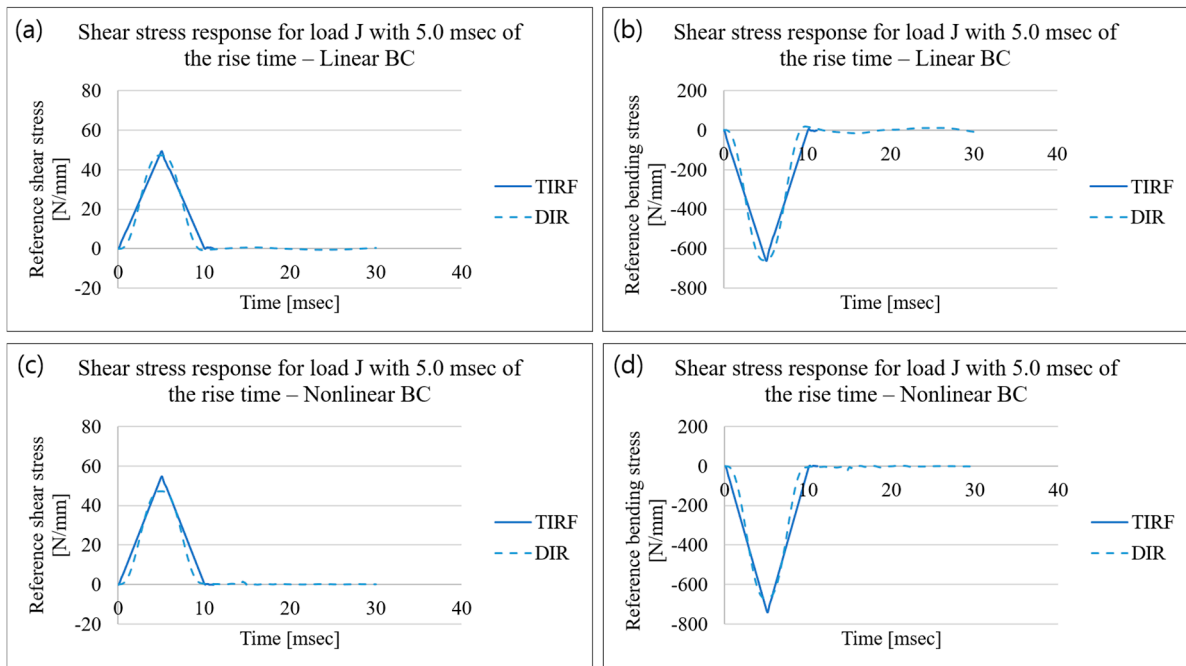 (a)
Shear stress response for load J with 5.0 msec of
the rise time – Linear BC
Reference shear stress
[N/mm]
80
60
40
20
0
-20
0
10
20
30
40
Time [msec]
TIRF
DIR
(b)
Shear stress response for load J with 5.0 msec of
the rise time – Linear BC
Reference bending stress
[N/mm]
200
0
-200
-400
-600
-800
0
10
20
30
40
Time [msec]
TIRF
DIR
(c)
Shear stress response for load J with 5.0 msec of
the rise time – Nonlinear BC
Reference shear stress
[N/mm]
80
60
40
20
0
-20
0
10
20
30
40
Time [msec]
TIRF
DIR
(d)
Shear stress response for load J with 5.0 msec of
the rise time – Nonlinear BC
Reference bending stress
[N/mm]
200
0
-200
-400
-600
-800
0
10
20
30
40
Time [msec]
TIRF
DIR